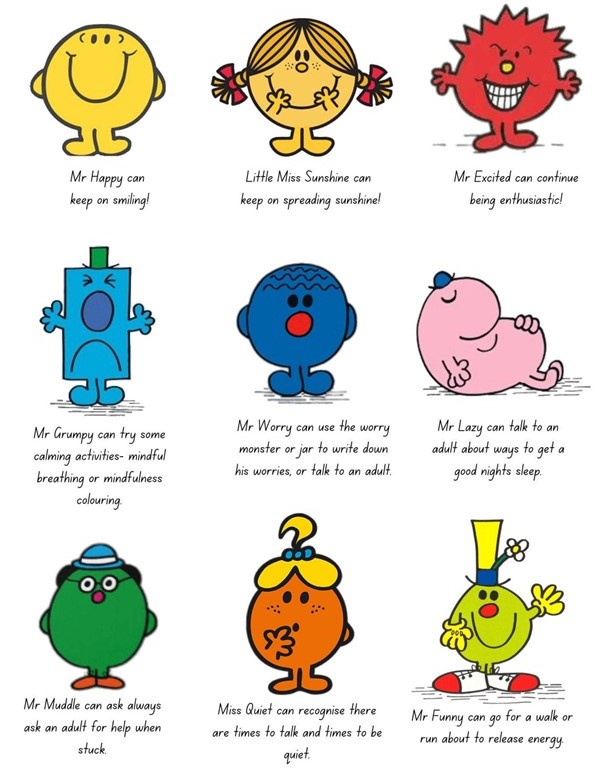 Mr Happy can
keep on smiling!
Little Miss Sunshine can
keep on spreading sunshine!
Mr Excited can continue
being enthusiastic!
Mr Grumpy can try some
calming activities- mindful
breathing or mindfulness
colouring.
Mr Worry can use the worry
monster or jar to write down
his worries, or talk to an adult.
Mr Lazy can talk to an
adult about ways to get a
good nights sleep.
Mr Muddle can ask always
ask an adult for help when
stuck.
Miss Quiet can recognise there
are times to talk and times to be
quiet.
Mr Funny can go for a walk or
run about to release energy.